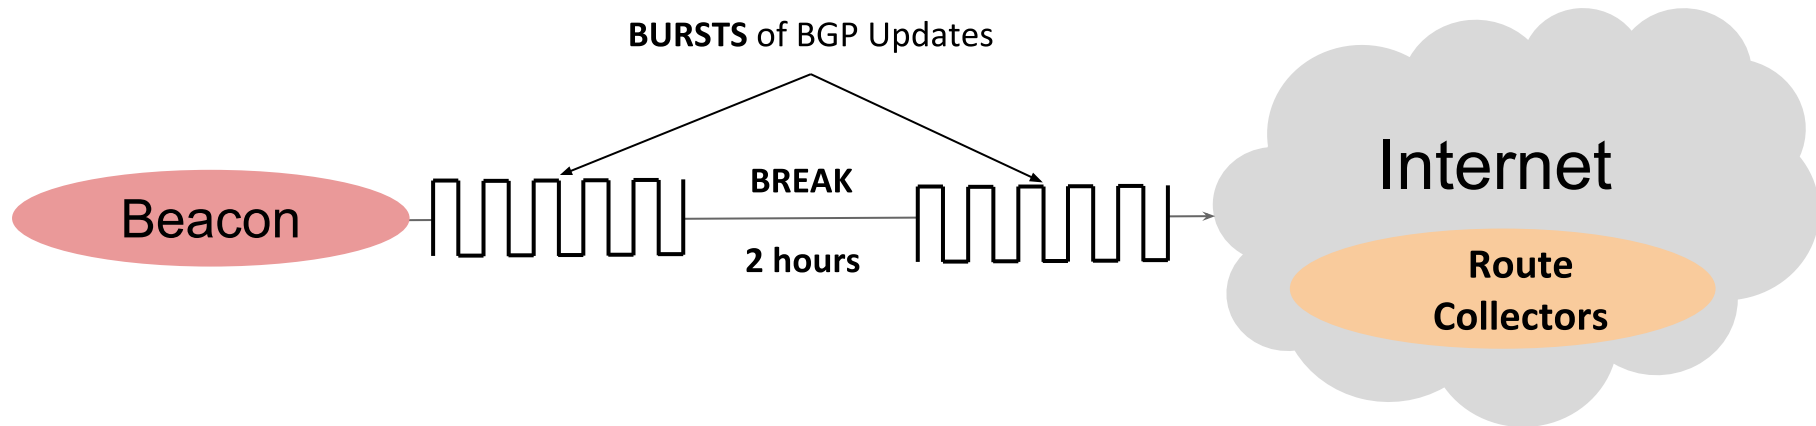 BURSTS of BGP Updates
Beacon
BREAK
2 hours
Internet
Route
Collectors